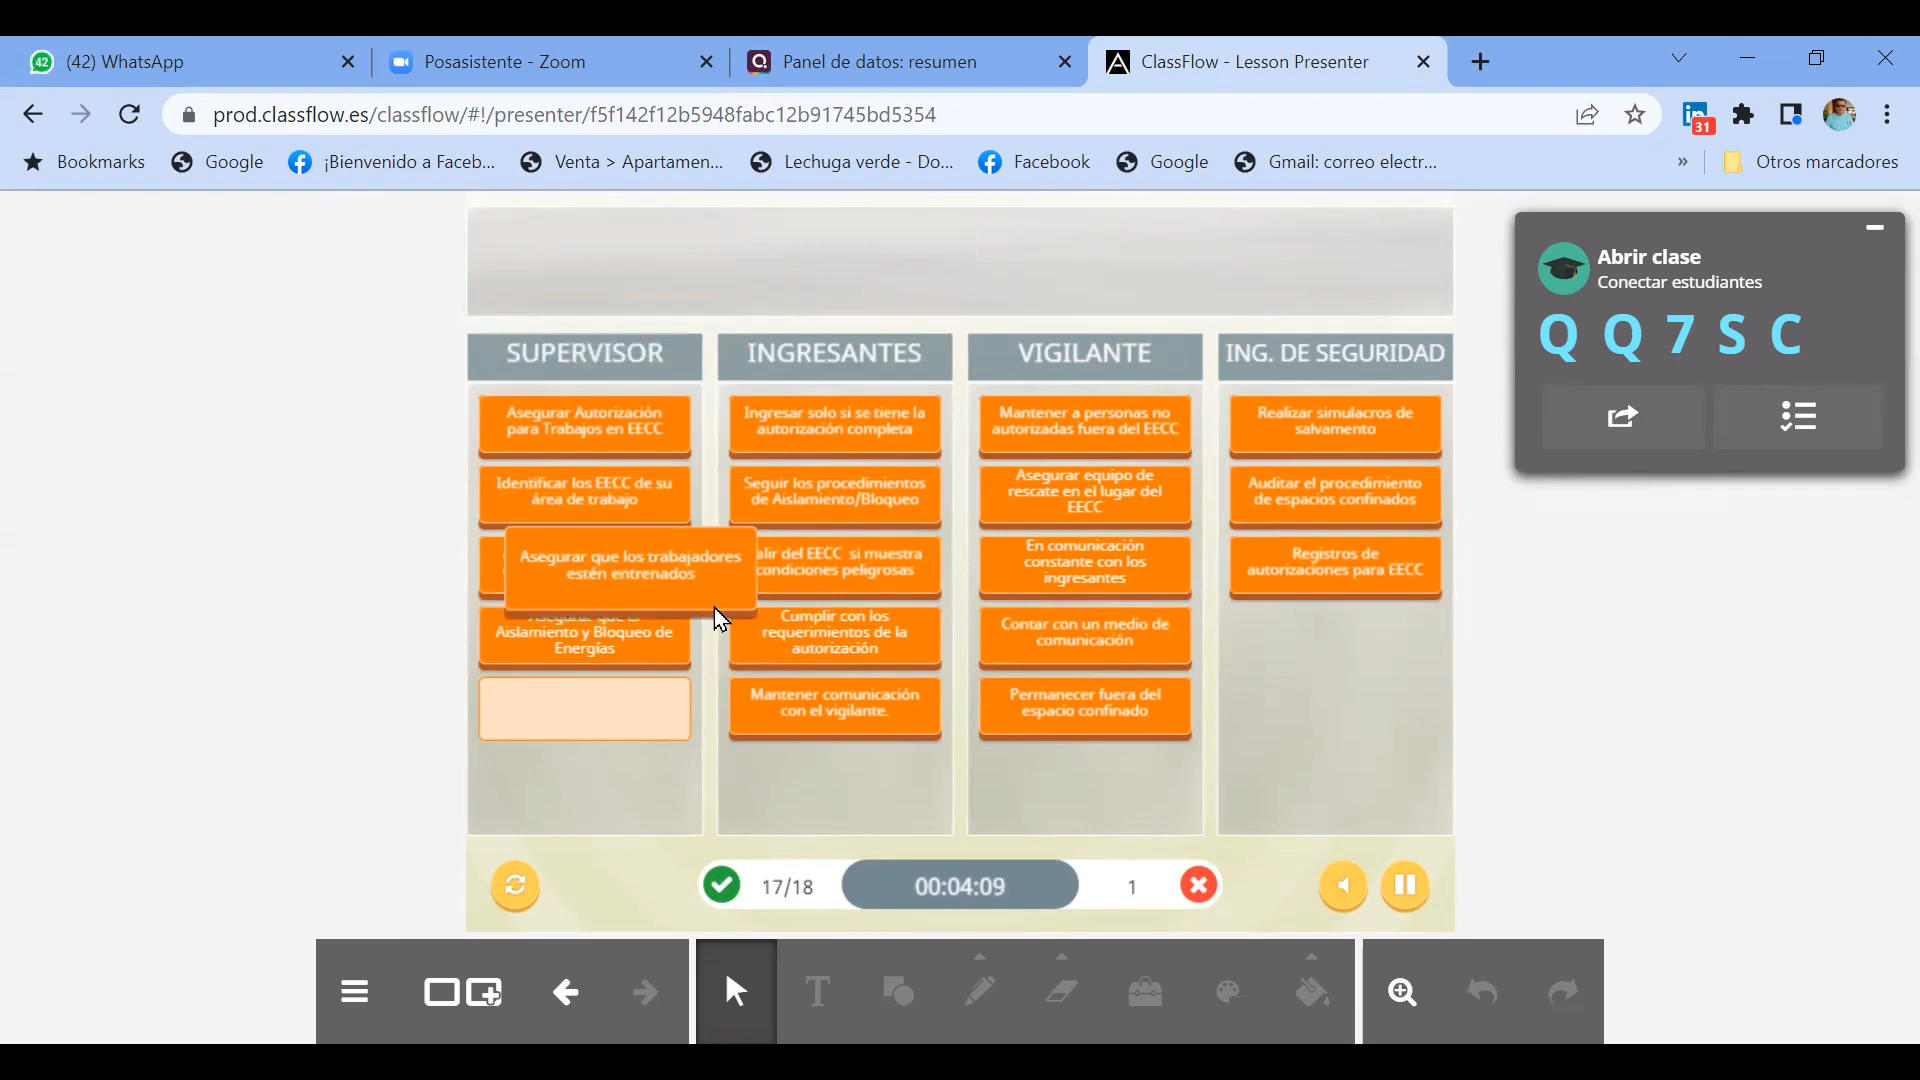 42
(42) WhatsApp
Posasistente - Zoom
Panel de datos: resumen
ClassFlow - Lesson Presenter
prod.classflow.es/classflow/#!/presenter/f5f142f12b5948fabc12b91745bd5354
31
Bookmarks
Google
¡Bienvenido a Faceb...
Venta > Apartamen...
Lechuga verde - Do...
Facebook
Google
Gmail: correo electr...
»
Otros marcadores
Abrir clase
Conectar estudiantes
Q Q 7 S C
SUPERVISOR
Asegurar Autorización
para Trabajos en EECC
Identificar los EECC de su
área de trabajo
Asegurar que los trabajadores
estén entrenados
Aislamiento y Bloqueo de
Energías
INGRESANTES
Ingresar solo si se tiene la
autorización completa
Seguir los procedimientos
de Aislamiento/Bloqueo
del EECC si muestra
condiciones peligrosas
Cumplir con los
requerimientos de la
autorización
Mantener comunicación
con el vigilante.
VIGILANTE
Mantener a personas no
autorizadas fuera del EECC
Asegurar equipo de
rescate en el lugar del
EECC
En comunicación
constante con los
ingresantes
Contar con un medio de
comunicación
Permanecer fuera del
espacio confinado
ING. DE SEGURIDAD
Realizar simulacros de
salvamento
Auditar el procedimiento
de espacios confinados
Registros de
autorizaciones para EECC
17/18
00:04:09
1
T